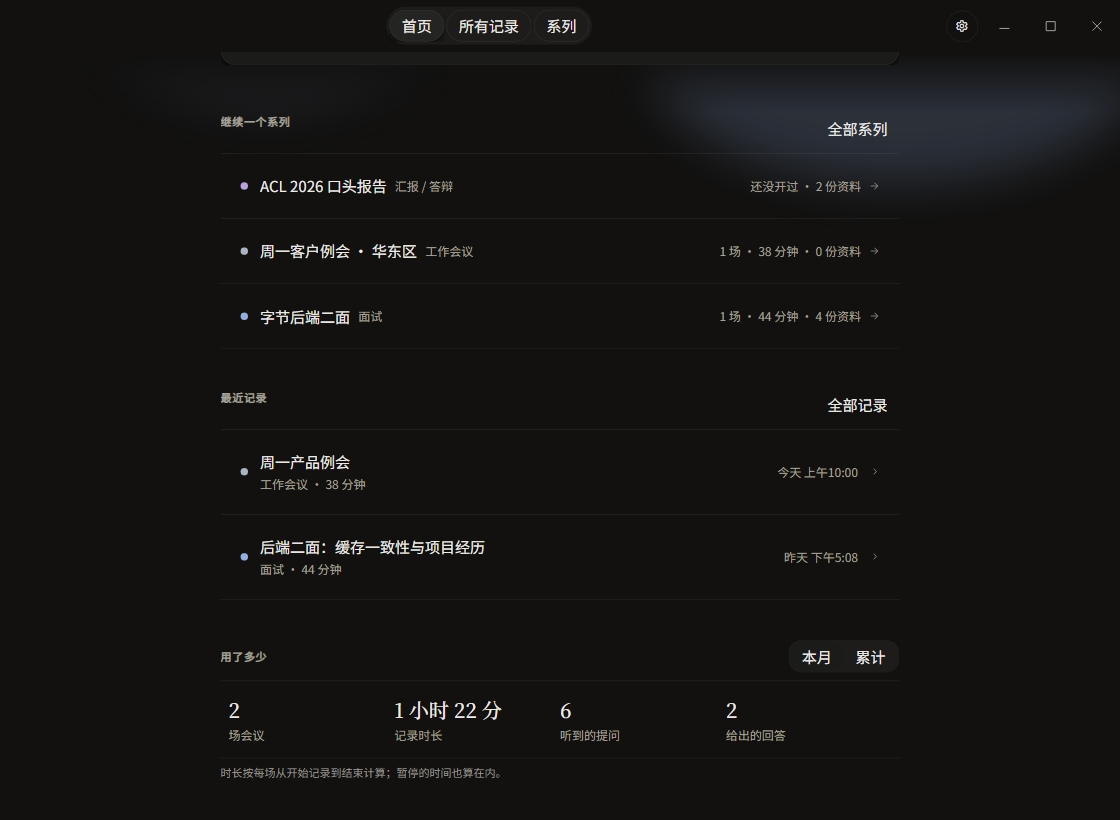 首页 所有记录 系列
继续一个系列 全部系列
ACL 2026 口头报告 汇报 / 答辩 还没开过 · 2 份资料 →
周一客户例会 · 华东区 工作会议 1 场 · 38 分钟 · 0 份资料 →
字节后端二面 面试 1 场 · 44 分钟 · 4 份资料 →
最近记录 全部记录
周一产品例会
工作会议 · 38 分钟 今天 上午10:00
后端二面：缓存一致性与项目经历
面试 · 44 分钟 昨天 下午5:08
用了多少 本月 累计
2 1 小时 22 分 6 2
场会议 记录时长 听到的提问 给出的回答
时长按每场从开始记录到结束计算；暂停的时间也算在内。